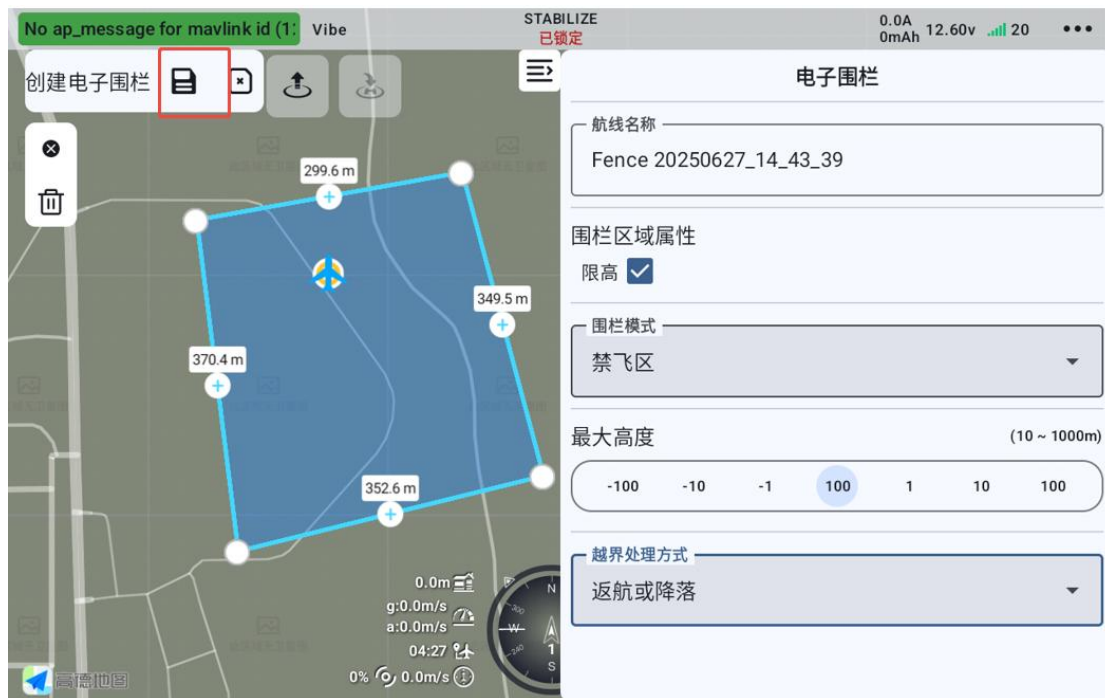 No ap_message for mavlink id (1:
Vibe
STABILIZE
已锁定
0.0A
0mAh
12.60v
20
创建电子围栏
299.6 m
349.5 m
370.4 m
352.6 m
0.0m
g:0.0m/s
a:0.0m/s
04:27
0%
0.0m/s
N
300
W
240
S
1
高德地图
电子围栏
航线名称
Fence 20250627_14_43_39
围栏区域属性
限高
围栏模式
禁飞区
最大高度
(10 ~ 1000m)
-100 -10 -1 100 1 10 100
越界处理方式
返航或降落